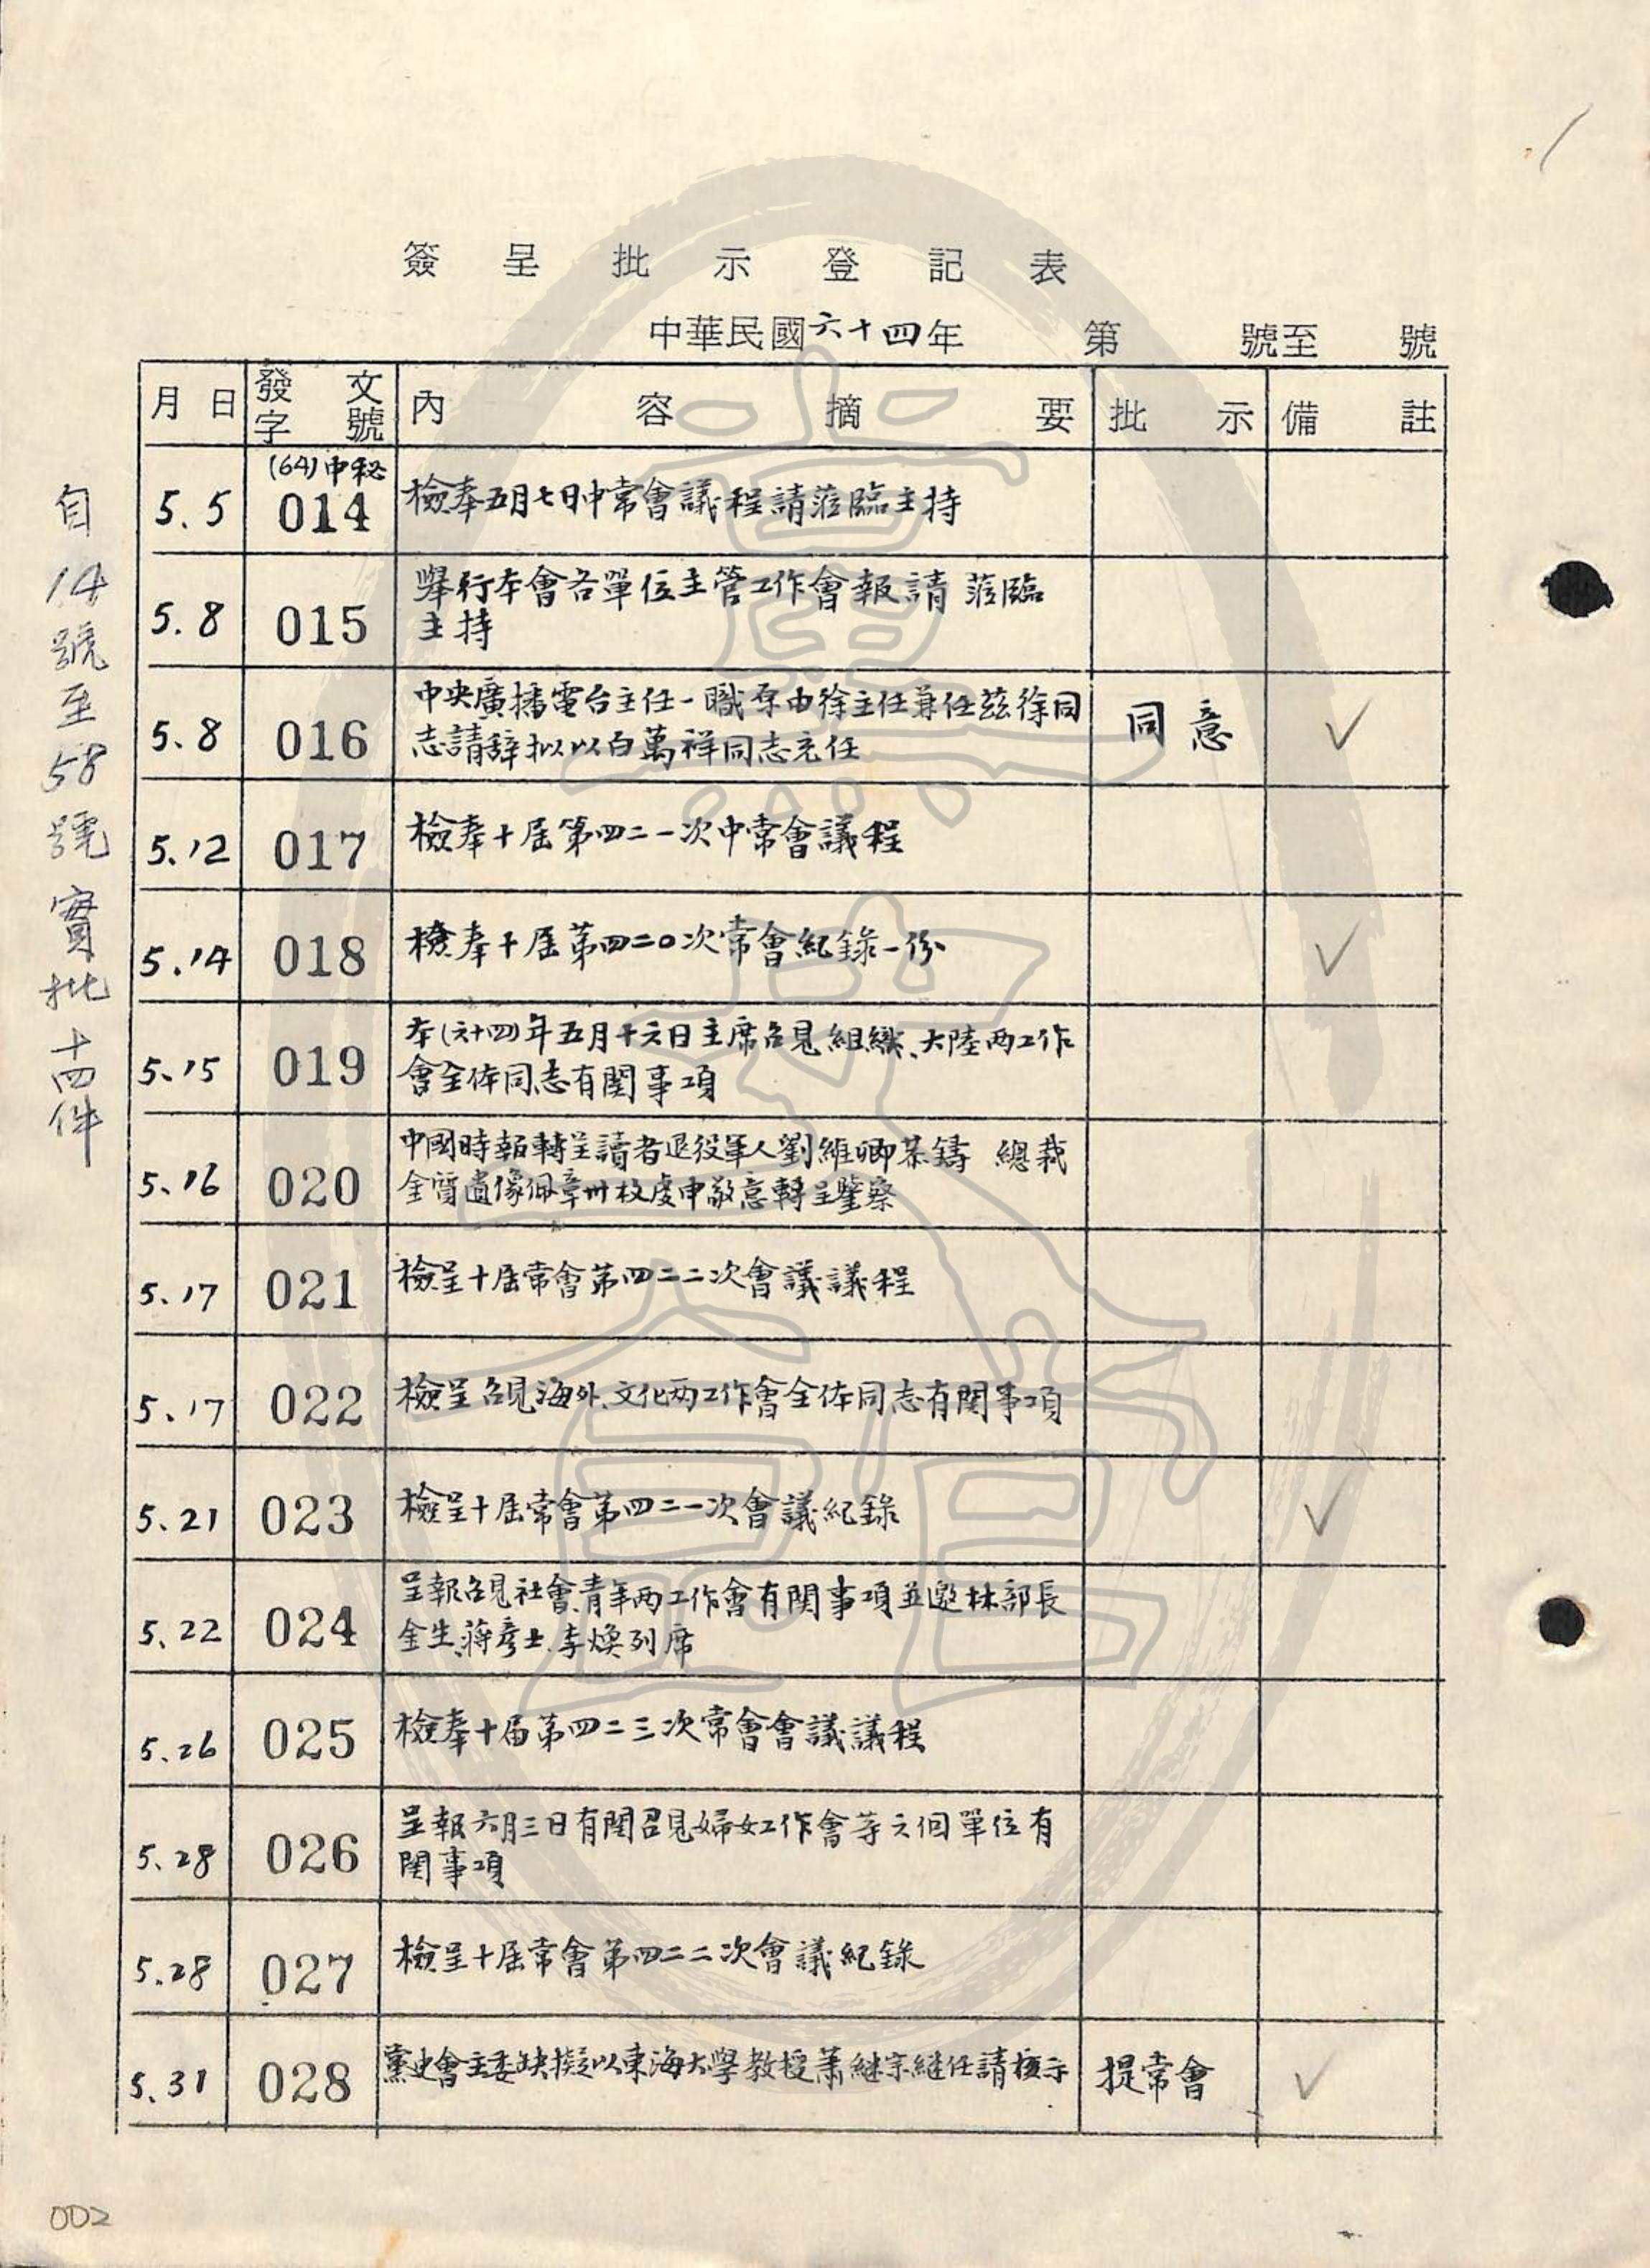 簽呈批示登記表
中華民國六十四年 第 號至 號
月日 發文字號 內容摘要 批示 備註
自14號至58號實批十四件
(64)中秘
5.5 014 檢奉五月七日中常會議程請蒞臨主持
5.8 015 舉行本會各單位主管工作會報請 蒞臨
主持
5.8 016 中央廣播電台主任一職原由徐主任兼任茲徐同
志請辞拟以白萬祥同志充任 同意 ✓
5.12 017 檢奉十屆第四二一次中常會議程
5.14 018 檢奉十屆第四二〇次常會紀錄一份 ✓
5.15 019 本(六十四)年五月十六日主席召見組織、大陸两工作
會全体同志有関事項
5.16 020 中國時報轉呈讀者退役軍人劉維卿恭鑄 總裁
金質遺像佩章卅枚虔申敬意轉呈鑒察
5.17 021 檢呈十屆常會第四二二次會議議程
5.17 022 檢呈召見海外、文化两工作會全体同志有関事項
5.21 023 檢呈十屆常會第四二一次會議紀錄 ✓
5.22 024 呈報召見社會、青年两工作會有関事項並邀林部長
金生、蔣彥士、李煥列席
5.26 025 檢奉十屆第四二三次常會會議議程
5.28 026 呈報六月三日有関召見婦女工作會等六個單位有
関事項
5.28 027 檢呈十屆常會第四二二次會議紀錄
5.31 028 黨史會主委缺擬以東海大學教授蕭継宗継任請核示 提常會 ✓
002